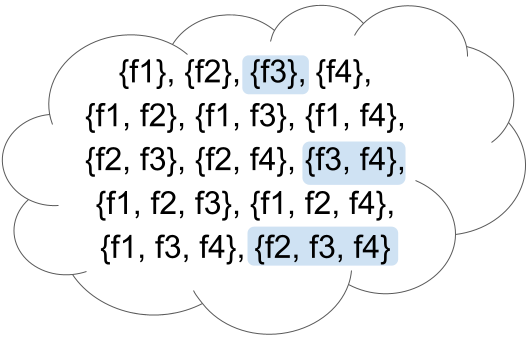 {f1}, {f2}, {f3}, {f4},
{f1, f2}, {f1, f3}, {f1, f4},
{f2, f3}, {f2, f4}, {f3, f4},
{f1, f2, f3}, {f1, f2, f4},
{f1, f3, f4}, {f2, f3, f4}